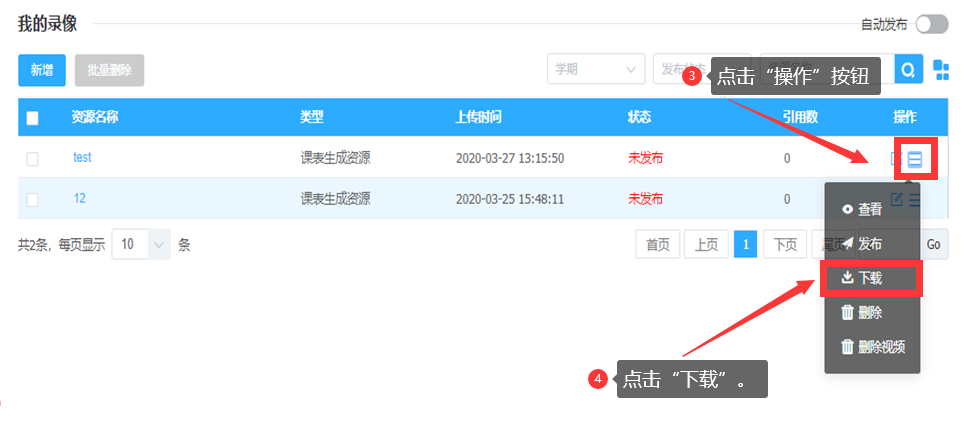 我的录像
自动发布
新增
批量删除
学期
发布状态
3 点击“操作”按钮
资源名称 类型 上传时间 状态 引用数 操作
test 课表生成资源 2020-03-27 13:15:50 未发布 0
12 课表生成资源 2020-03-25 15:48:11 未发布 0
查看
发布
下载
删除
删除视频
共2条, 每页显示 10 条
首页 上页 1 下页 尾页 Go
4 点击“下载”。